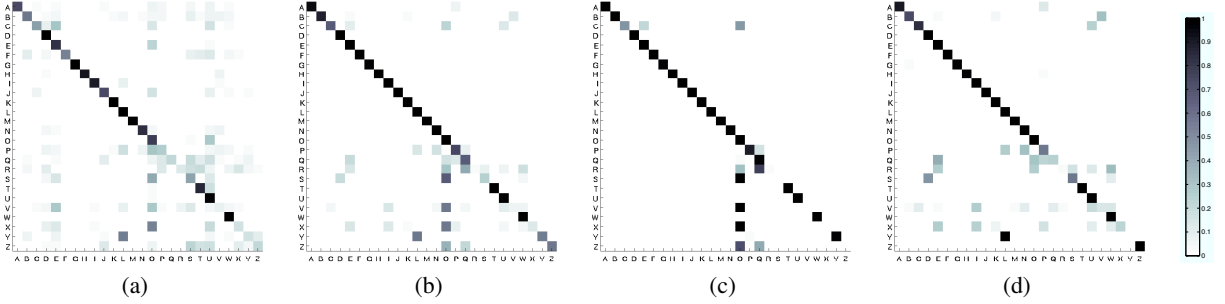 A A A A
B B B B
C C C C
D D D D
E E E E
F F F F
G G G G
H H H H
I I I I
J J J J
K K K K
L L L L
M M M M
N N N N
O O O O
P P P P
Q Q Q Q
R R R R
S S S S
T T T T
U U U U
V V V V
W W W W
X X X X
Y Y Y Y
Z Z Z Z
A B C D E F G H I J K L M N O P Q R S T U V W X Y Z
A B C D E F G H I J K L M N O P Q R S T U V W X Y Z
A B C D E F G H I J K L M N O P Q R S T U V W X Y Z
A B C D E F G H I J K L M N O P Q R S T U V W X Y Z
1
0.9
0.8
0.7
0.6
0.5
0.4
0.3
0.2
0.1
0
(a) (b) (c) (d)